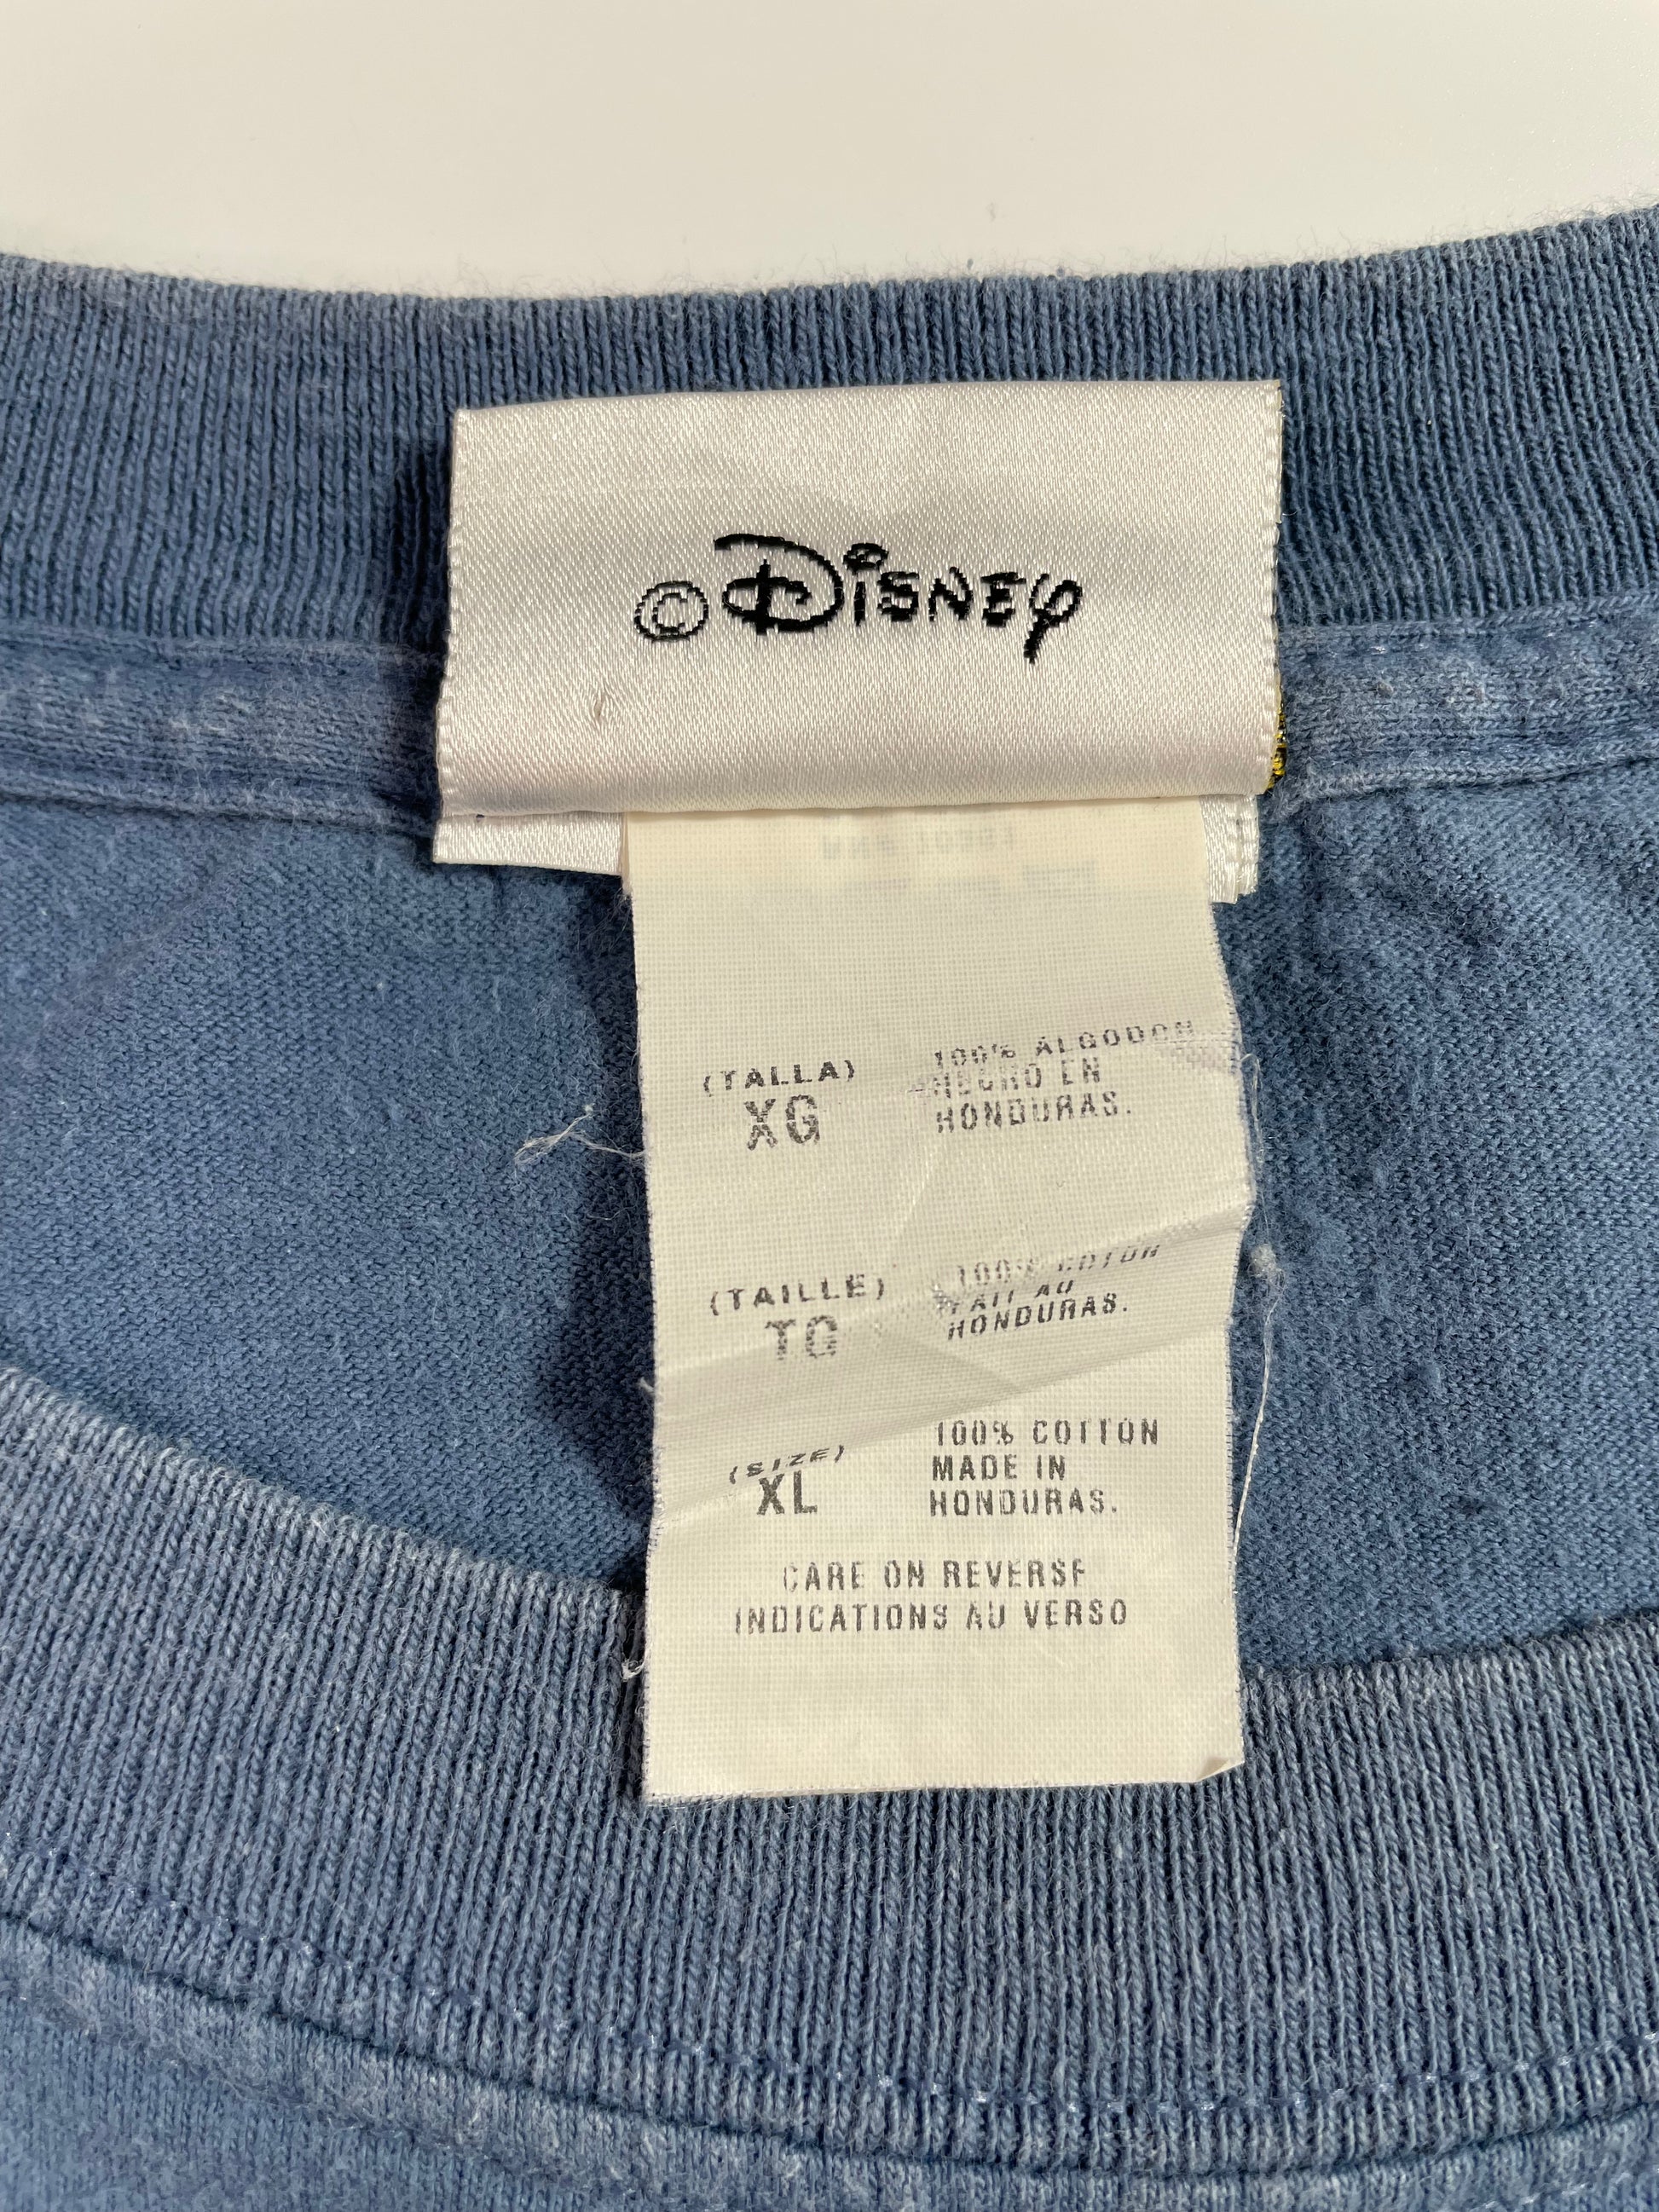 © Disney
(TALLA)
XG
100% ALGODON
HECHO EN
HONDURAS.
(TAILLE)
TG
100% COTON
FAIT AU
HONDURAS.
(SIZE)
XL
100% COTTON
MADE IN
HONDURAS.
CARE ON REVERSE
INDICATIONS AU VERSO